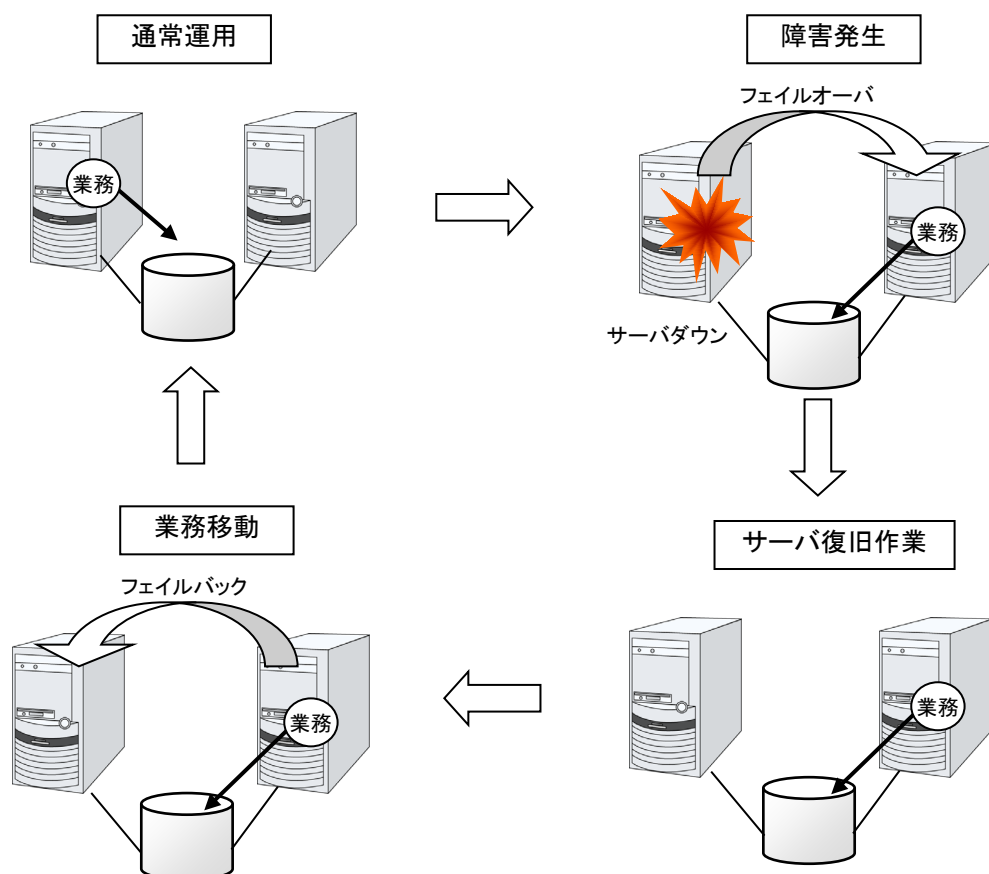 通常運用
業務
障害発生
フェイルオーバ
業務
サーバダウン
サーバ復旧作業
業務
業務移動
フェイルバック
業務